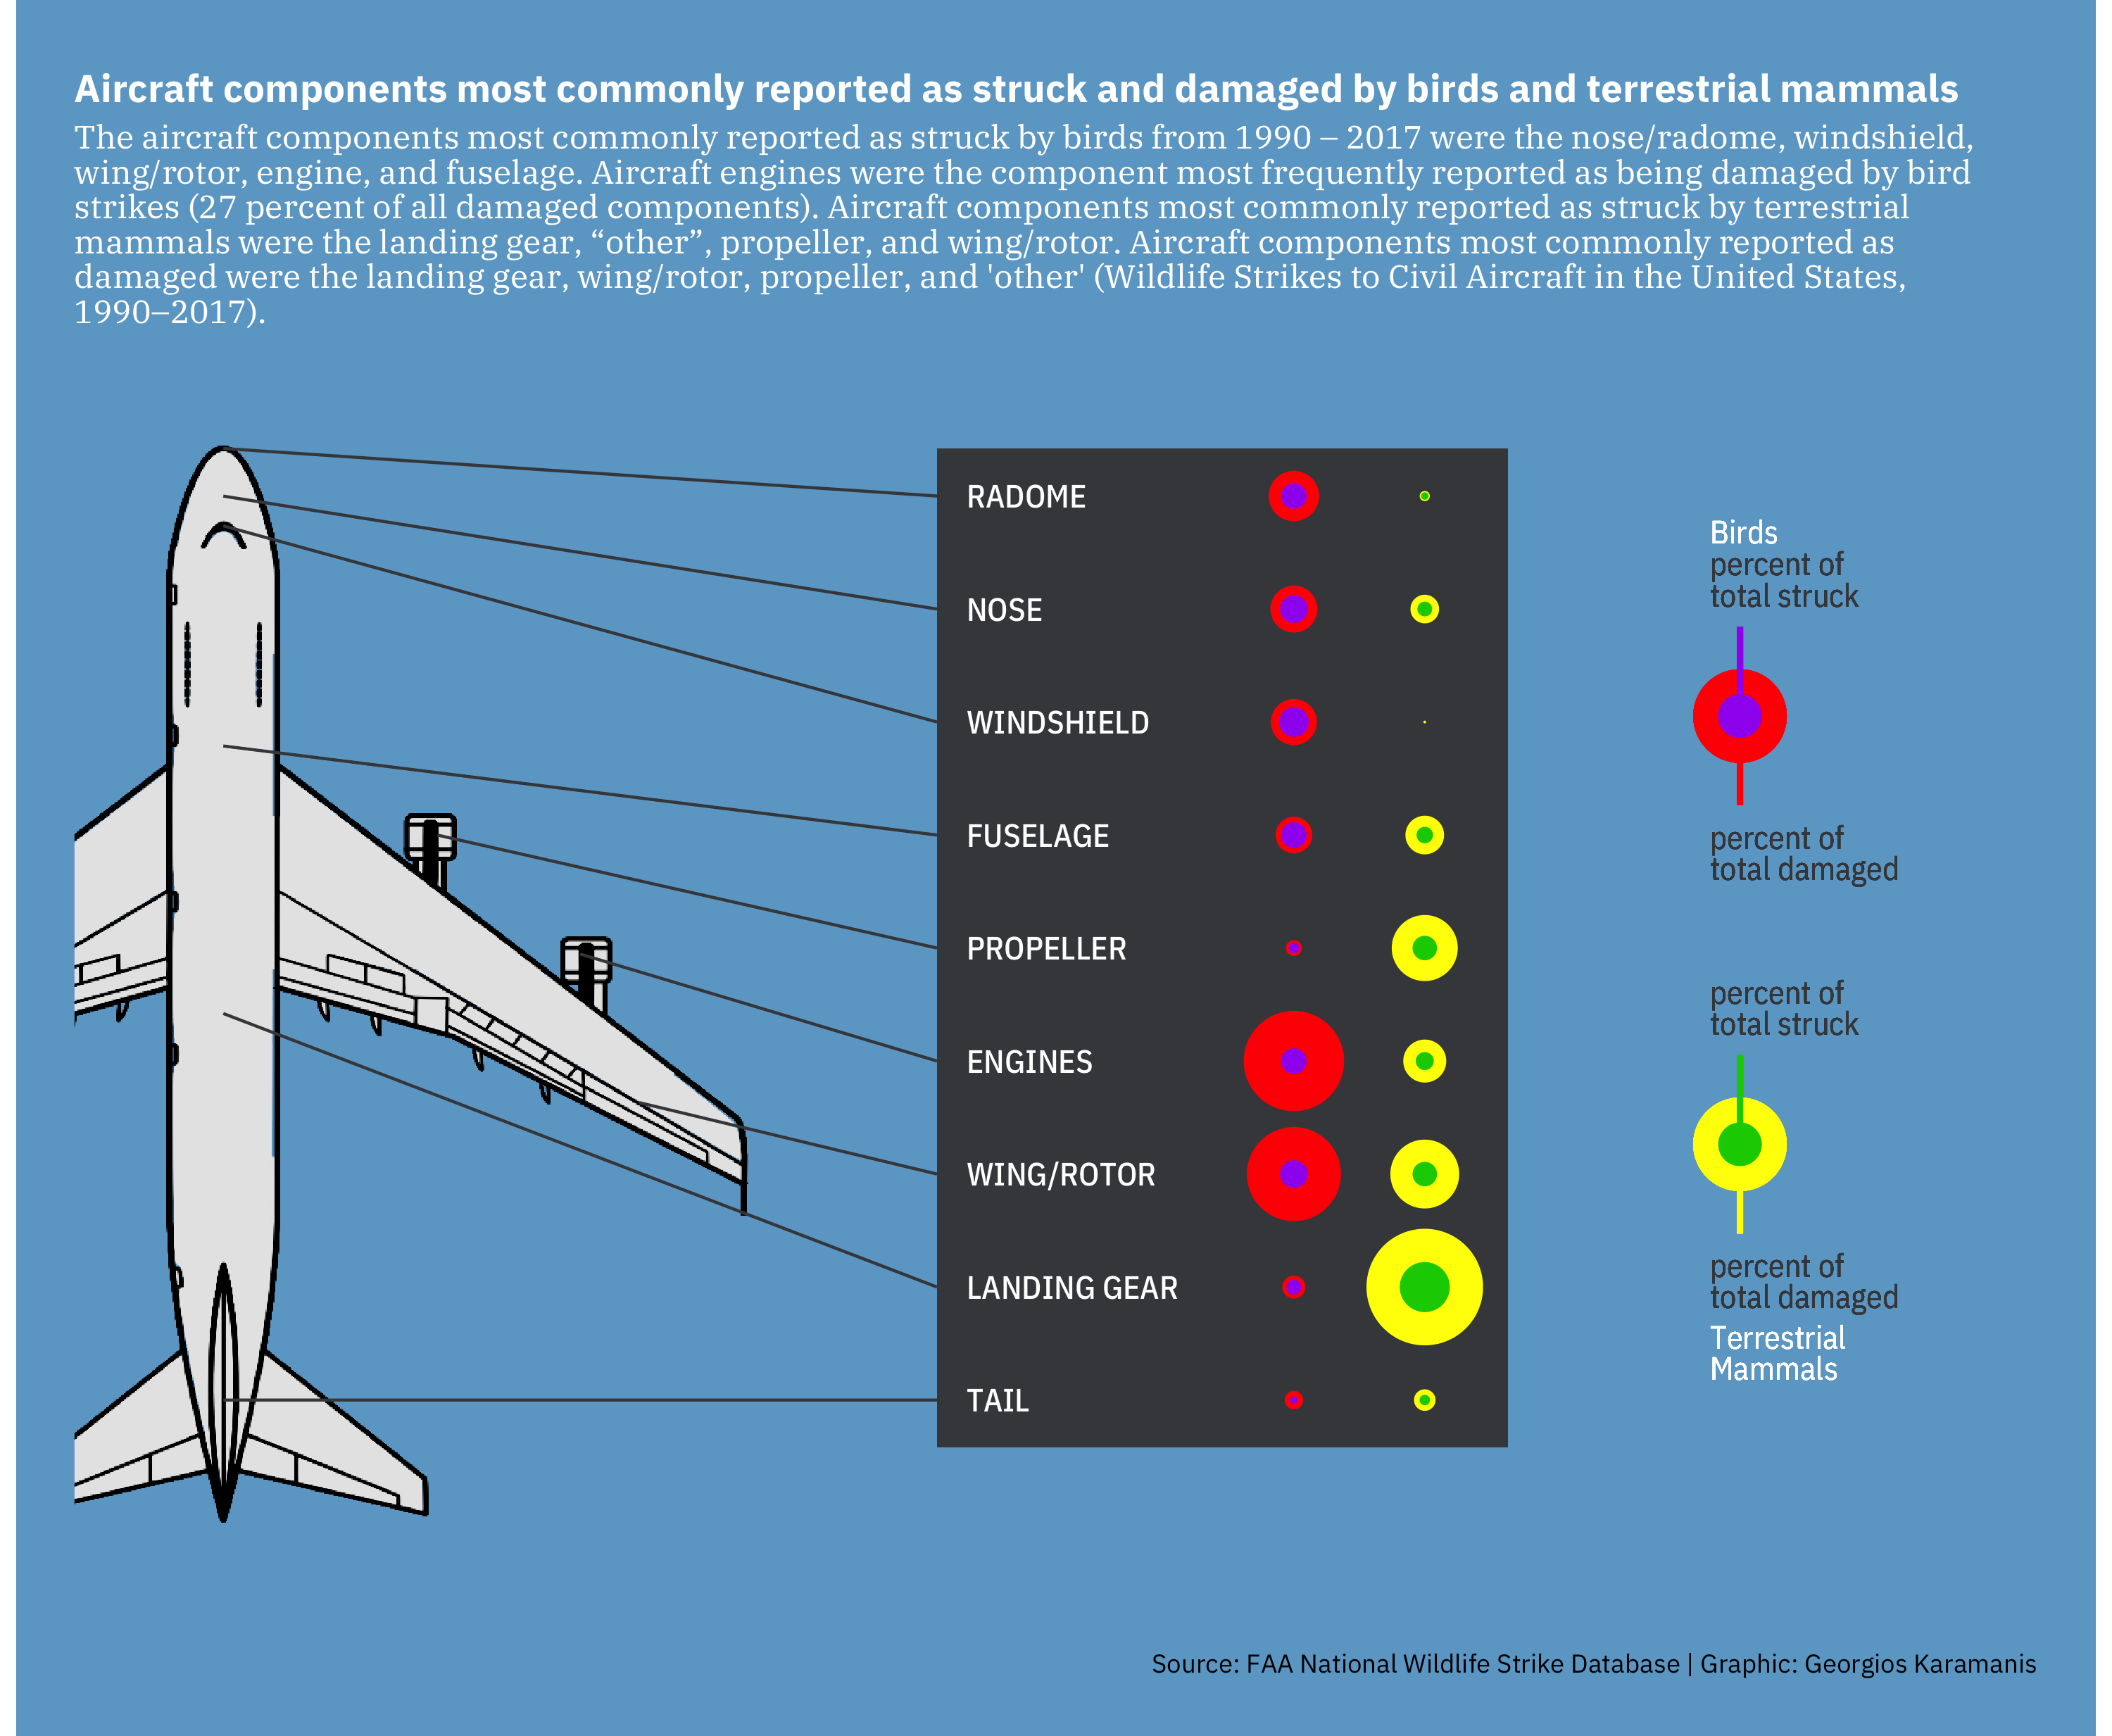 Aircraft components most commonly reported as struck and damaged by birds and terrestrial mammals
The aircraft components most commonly reported as struck by birds from 1990 – 2017 were the nose/radome, windshield,
wing/rotor, engine, and fuselage. Aircraft engines were the component most frequently reported as being damaged by bird
strikes (27 percent of all damaged components). Aircraft components most commonly reported as struck by terrestrial
mammals were the landing gear, “other”, propeller, and wing/rotor. Aircraft components most commonly reported as
damaged were the landing gear, wing/rotor, propeller, and 'other' (Wildlife Strikes to Civil Aircraft in the United States,
1990–2017).
RADOME
NOSE
WINDSHIELD
FUSELAGE
PROPELLER
ENGINES
WING/ROTOR
LANDING GEAR
TAIL
Birds
percent of
total struck
percent of
total damaged
percent of
total struck
percent of
total damaged
Terrestrial
Mammals
Source: FAA National Wildlife Strike Database | Graphic: Georgios Karamanis